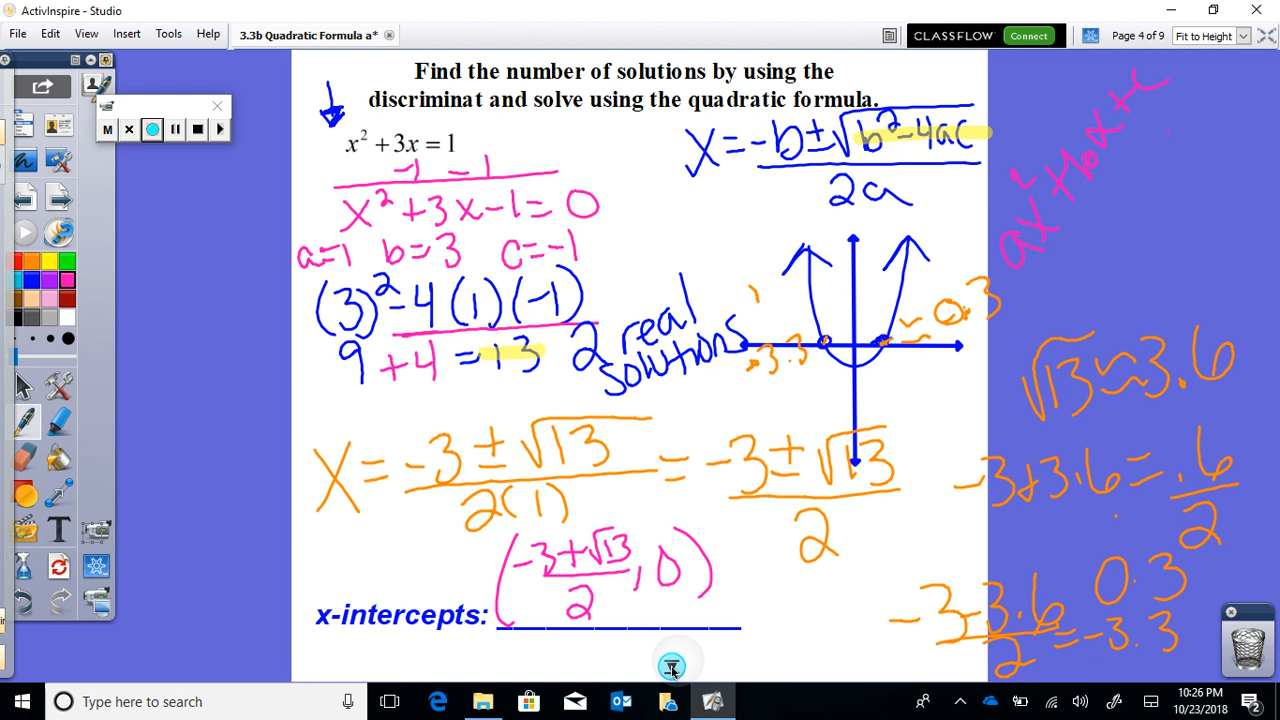 ActivInspire - Studio
File Edit View Insert Tools Help
3.3b Quadratic Formula a*
CLASSFLOW Connect
Page 4 of 9
Fit to Height
M
Find the number of solutions by using the
discriminat and solve using the quadratic formula.
x² + 3x = 1
-1 -1
x² + 3x - 1 = 0
a=1 b=3 c=-1
(3)² - 4(1)(-1)
9 + 4 = 13
2 real
solutions
x = -b ± √b² - 4ac
2a
ax² + bx + c
-3.3
≈ 0.3
√13 ≈ 3.6
x = -3 ± √13 / 2(1) = -3 ± √13 / 2
-3 + 3.6 = .6 / 2
0.3
-3 - 3.6 / 2 = -3.3
(-3 ± √13 / 2, 0)
x-intercepts: ________________
Type here to search
10:26 PM
10/23/2018
2